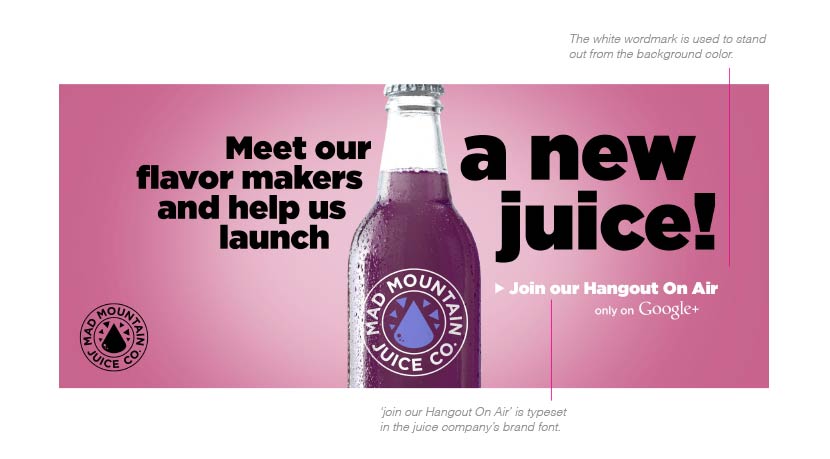 The white wordmark is used to stand
out from the background color.
Meet our
flavor makers
and help us
launch
a new
juice!
Join our Hangout On Air
only on Google+
MAD MOUNTAIN
JUICE CO.
MAD MOUNTAIN
JUICE CO.
‘join our Hangout On Air’ is typeset
in the juice company’s brand font.